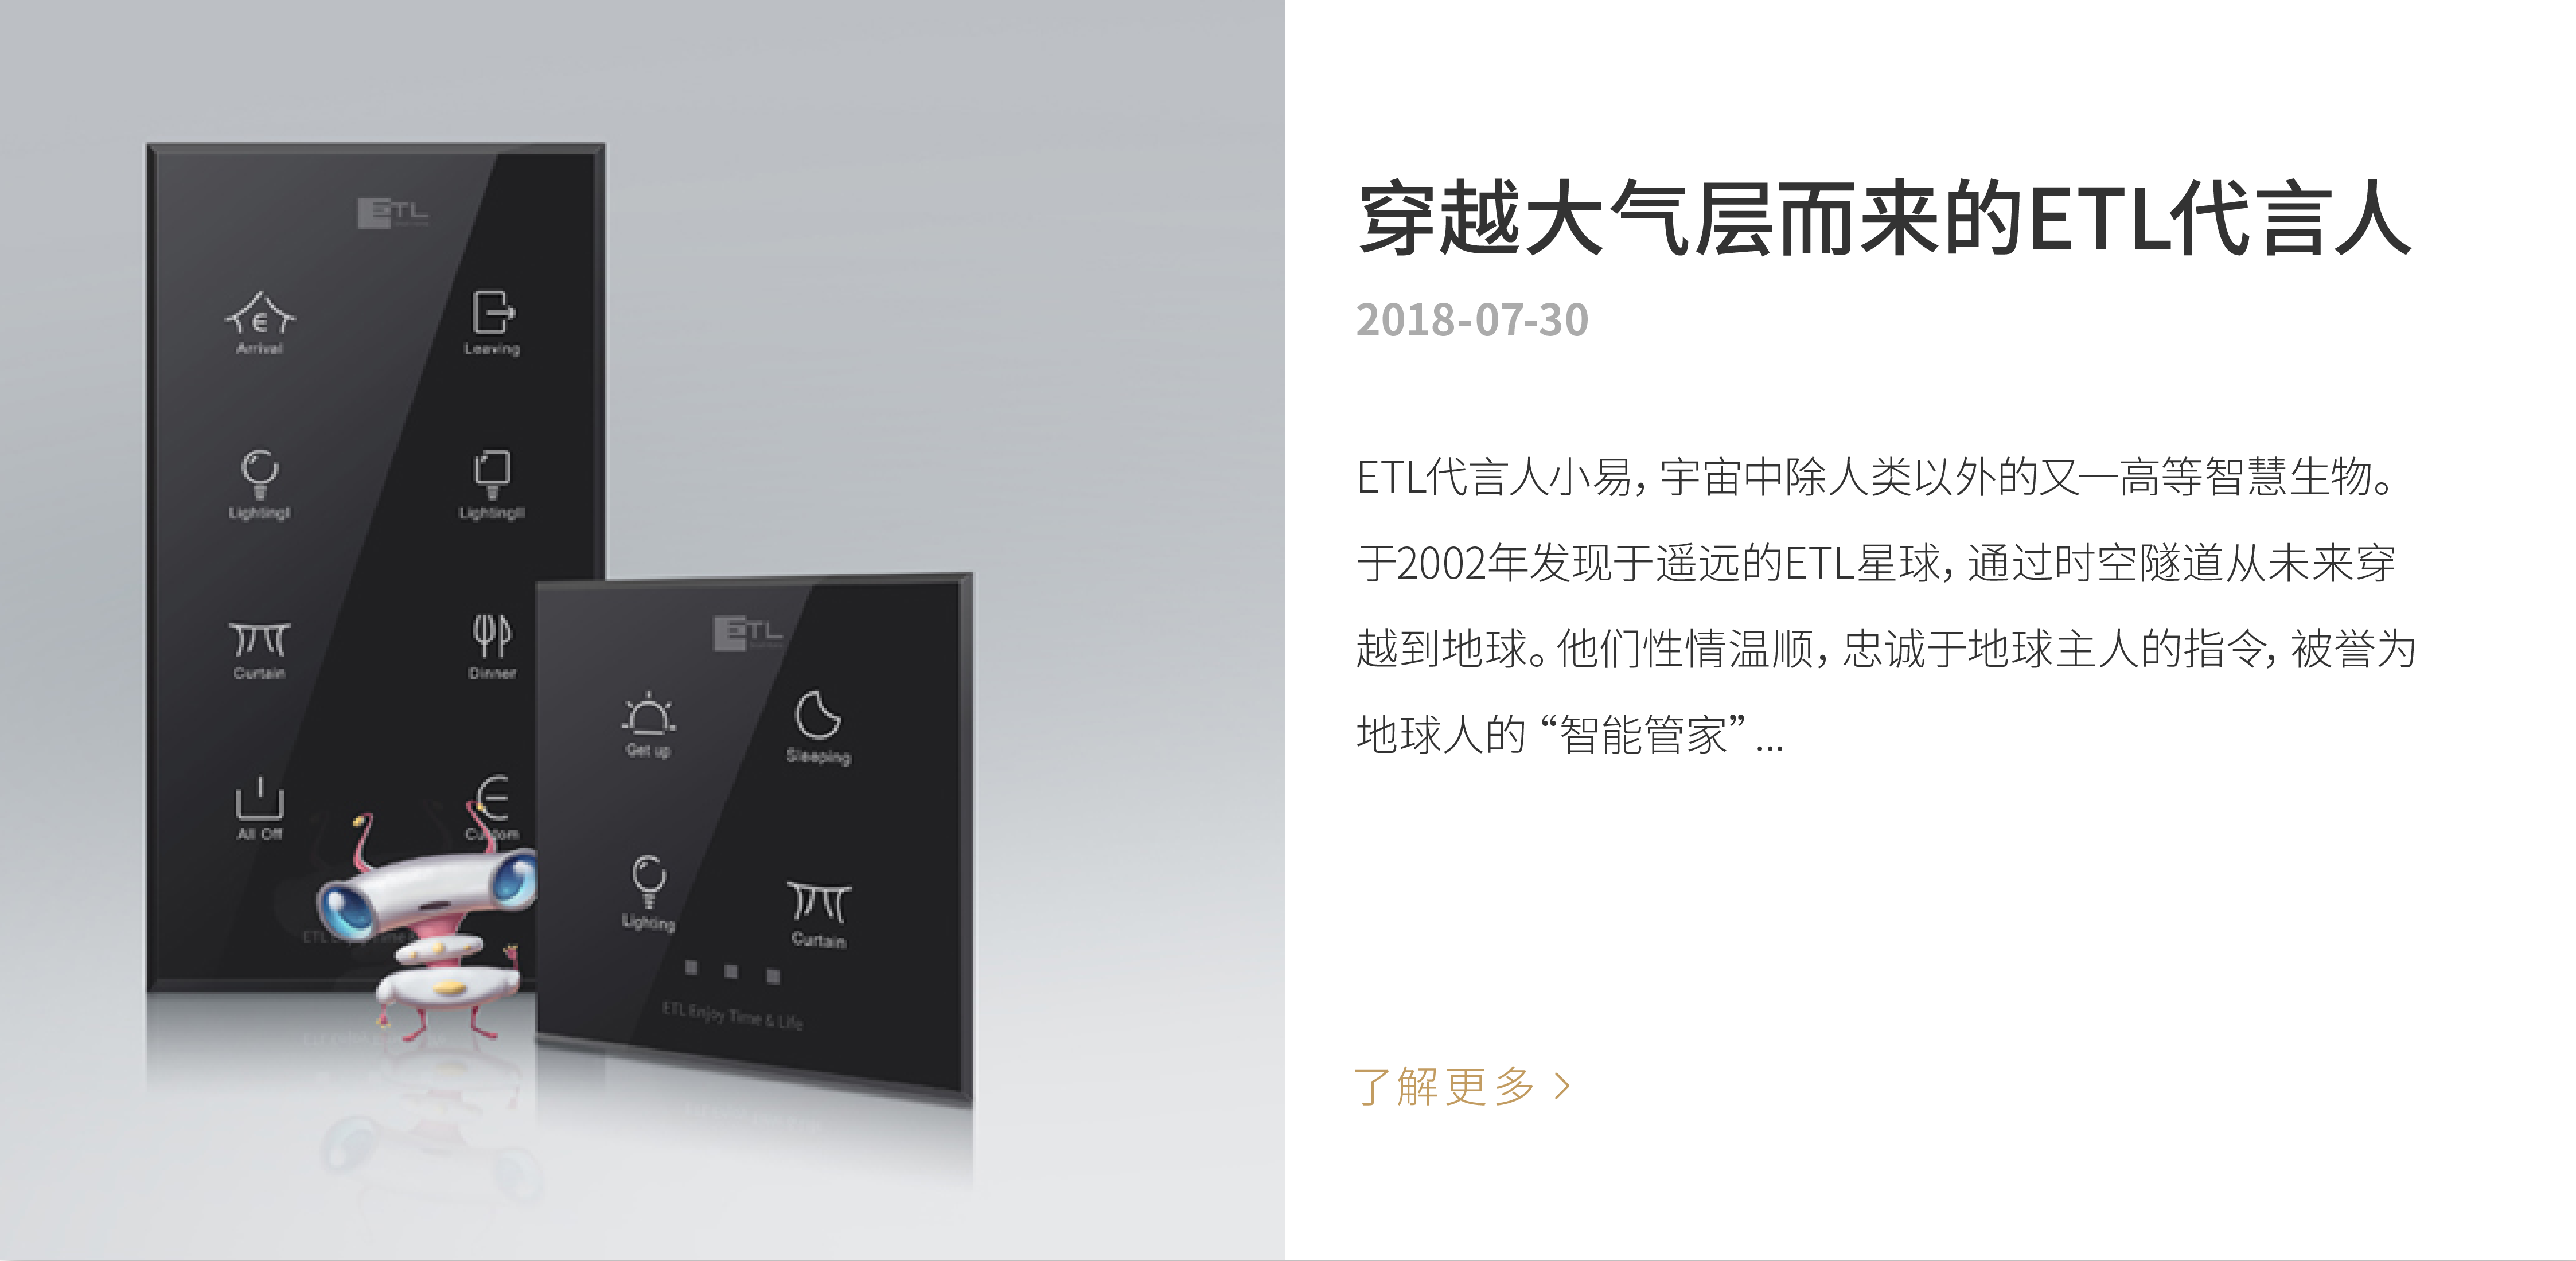 ETL
Arrival
Leaving
LightingI
LightingII
Curtain
Dinner
All Off
Custom
ETL Enjoy Time
ETL
Get up
Sleeping
Lighting
Curtain
ETL Enjoy Time & Life
穿越大气层而来的ETL代言人
2018-07-30
ETL代言人小易，宇宙中除人类以外的又一高等智慧生物。
于2002年发现于遥远的ETL星球，通过时空隧道从未来穿
越到地球。他们性情温顺，忠诚于地球主人的指令，被誉为
地球人的“智能管家”...
了解更多 >